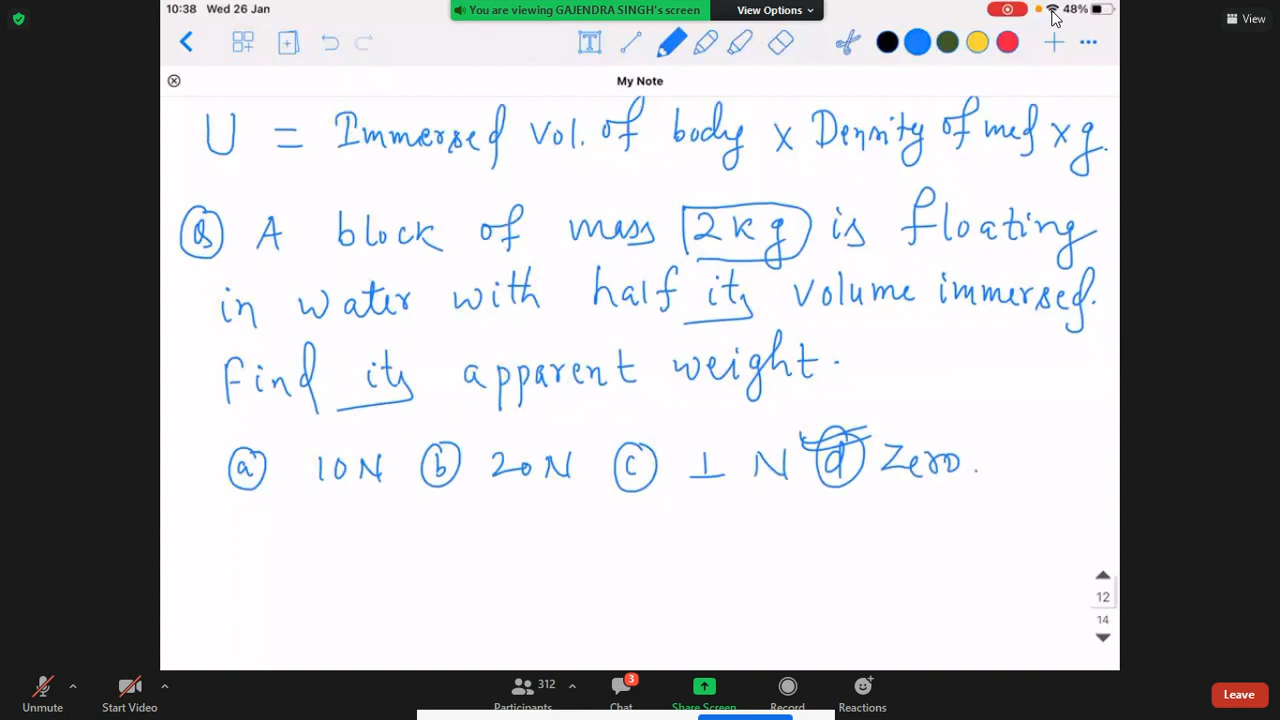 10:38 Wed 26 Jan
You are viewing GAJENDRA SINGH's screen
View Options
48%
View
My Note
U = Immersed Vol. of body x Density of med x g.
Q A block of mass 2 kg is floating
in water with half its volume immersed.
Find its apparent weight.
a 10 N b 20 N c 1 N d Zero.
12
14
312
3
Unmute
Start Video
Participants
Chat
Share Screen
Record
Reactions
Leave